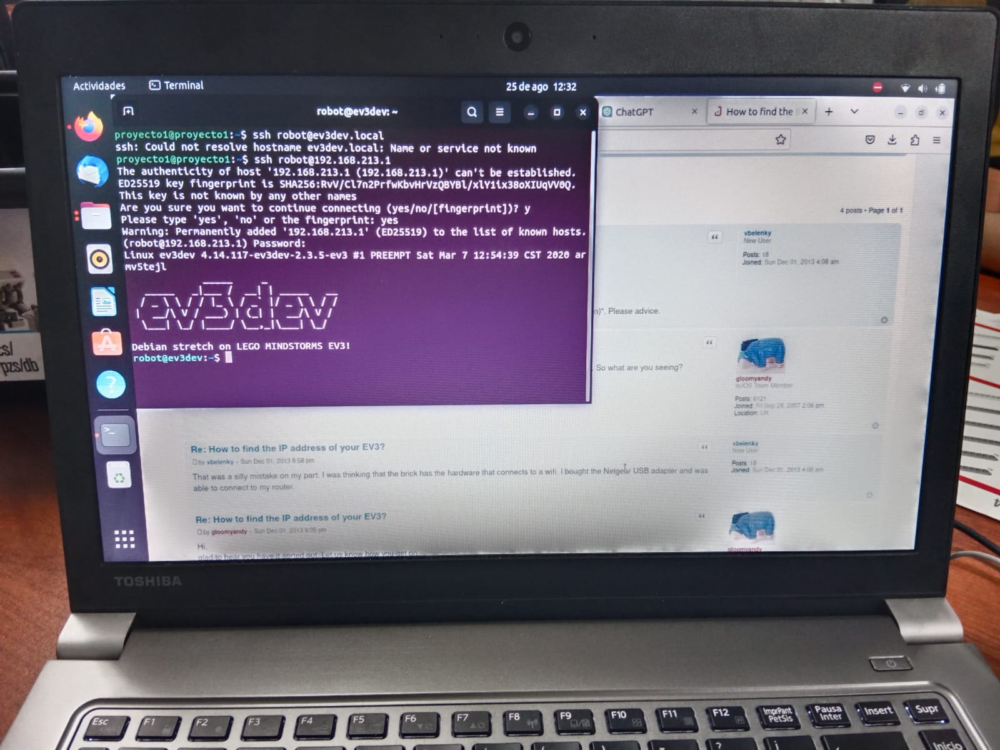 Actividades
Terminal
25 de ago 12:32
robot@ev3dev: ~
proyecto1@proyecto1:~$ ssh robot@ev3dev.local
ssh: Could not resolve hostname ev3dev.local: Name or service not known
proyecto1@proyecto1:~$ ssh robot@192.168.213.1
The authenticity of host '192.168.213.1 (192.168.213.1)' can't be established.
ED25519 key fingerprint is SHA256:RvV/Cl7n2PrfwKbvHrVzQBYBl/xlY1ix38oXIUqVV0Q.
This key is not known by any other names
Are you sure you want to continue connecting (yes/no/[fingerprint])? y
Please type 'yes', 'no' or the fingerprint: yes
Warning: Permanently added '192.168.213.1' (ED25519) to the list of known hosts.
(robot@192.168.213.1) Password:
Linux ev3dev 4.14.117-ev3dev-2.3.5-ev3 #1 PREEMPT Sat Mar 7 12:54:39 CST 2020 ar
mv5tejl
ev3dev
Debian stretch on LEGO MINDSTORMS EV3!
robot@ev3dev:~$
ChatGPT
How to find the
4 posts • Page 1 of 1
vbelenky
New User
Posts: 18
Joined: Sun Dec 01, 2013 4:08 am
n)". Please advice.
So what are you seeing?
gloomyandy
leJOS Team Member
Posts: 6121
Joined: Fri Sep 28, 2007 2:06 pm
Location: UK
Re: How to find the IP address of your EV3?
by vbelenky - Sun Dec 01, 2013 8:58 pm
That was a silly mistake on my part. I was thinking that the brick has the hardware that connects to a wifi. I bought the Netgear USB adapter and was
able to connect to my router.
vbelenky
New User
Posts: 18
Joined: Sun Dec 01, 2013 4:08 am
Re: How to find the IP address of your EV3?
by gloomyandy - Sun Dec 01, 2013 9:05 pm
Hi,
glad to hear you have it sorted out. Let us know how you get on...
gloomyandy
TOSHIBA
cs/
pzs/db
Esc
F1
F2
F3
F4
F5
F6
F7
F8
F9
F10
F11
F12
ImprPant
PetSis
Pausa
Inter
Insert
Supr
Inicio